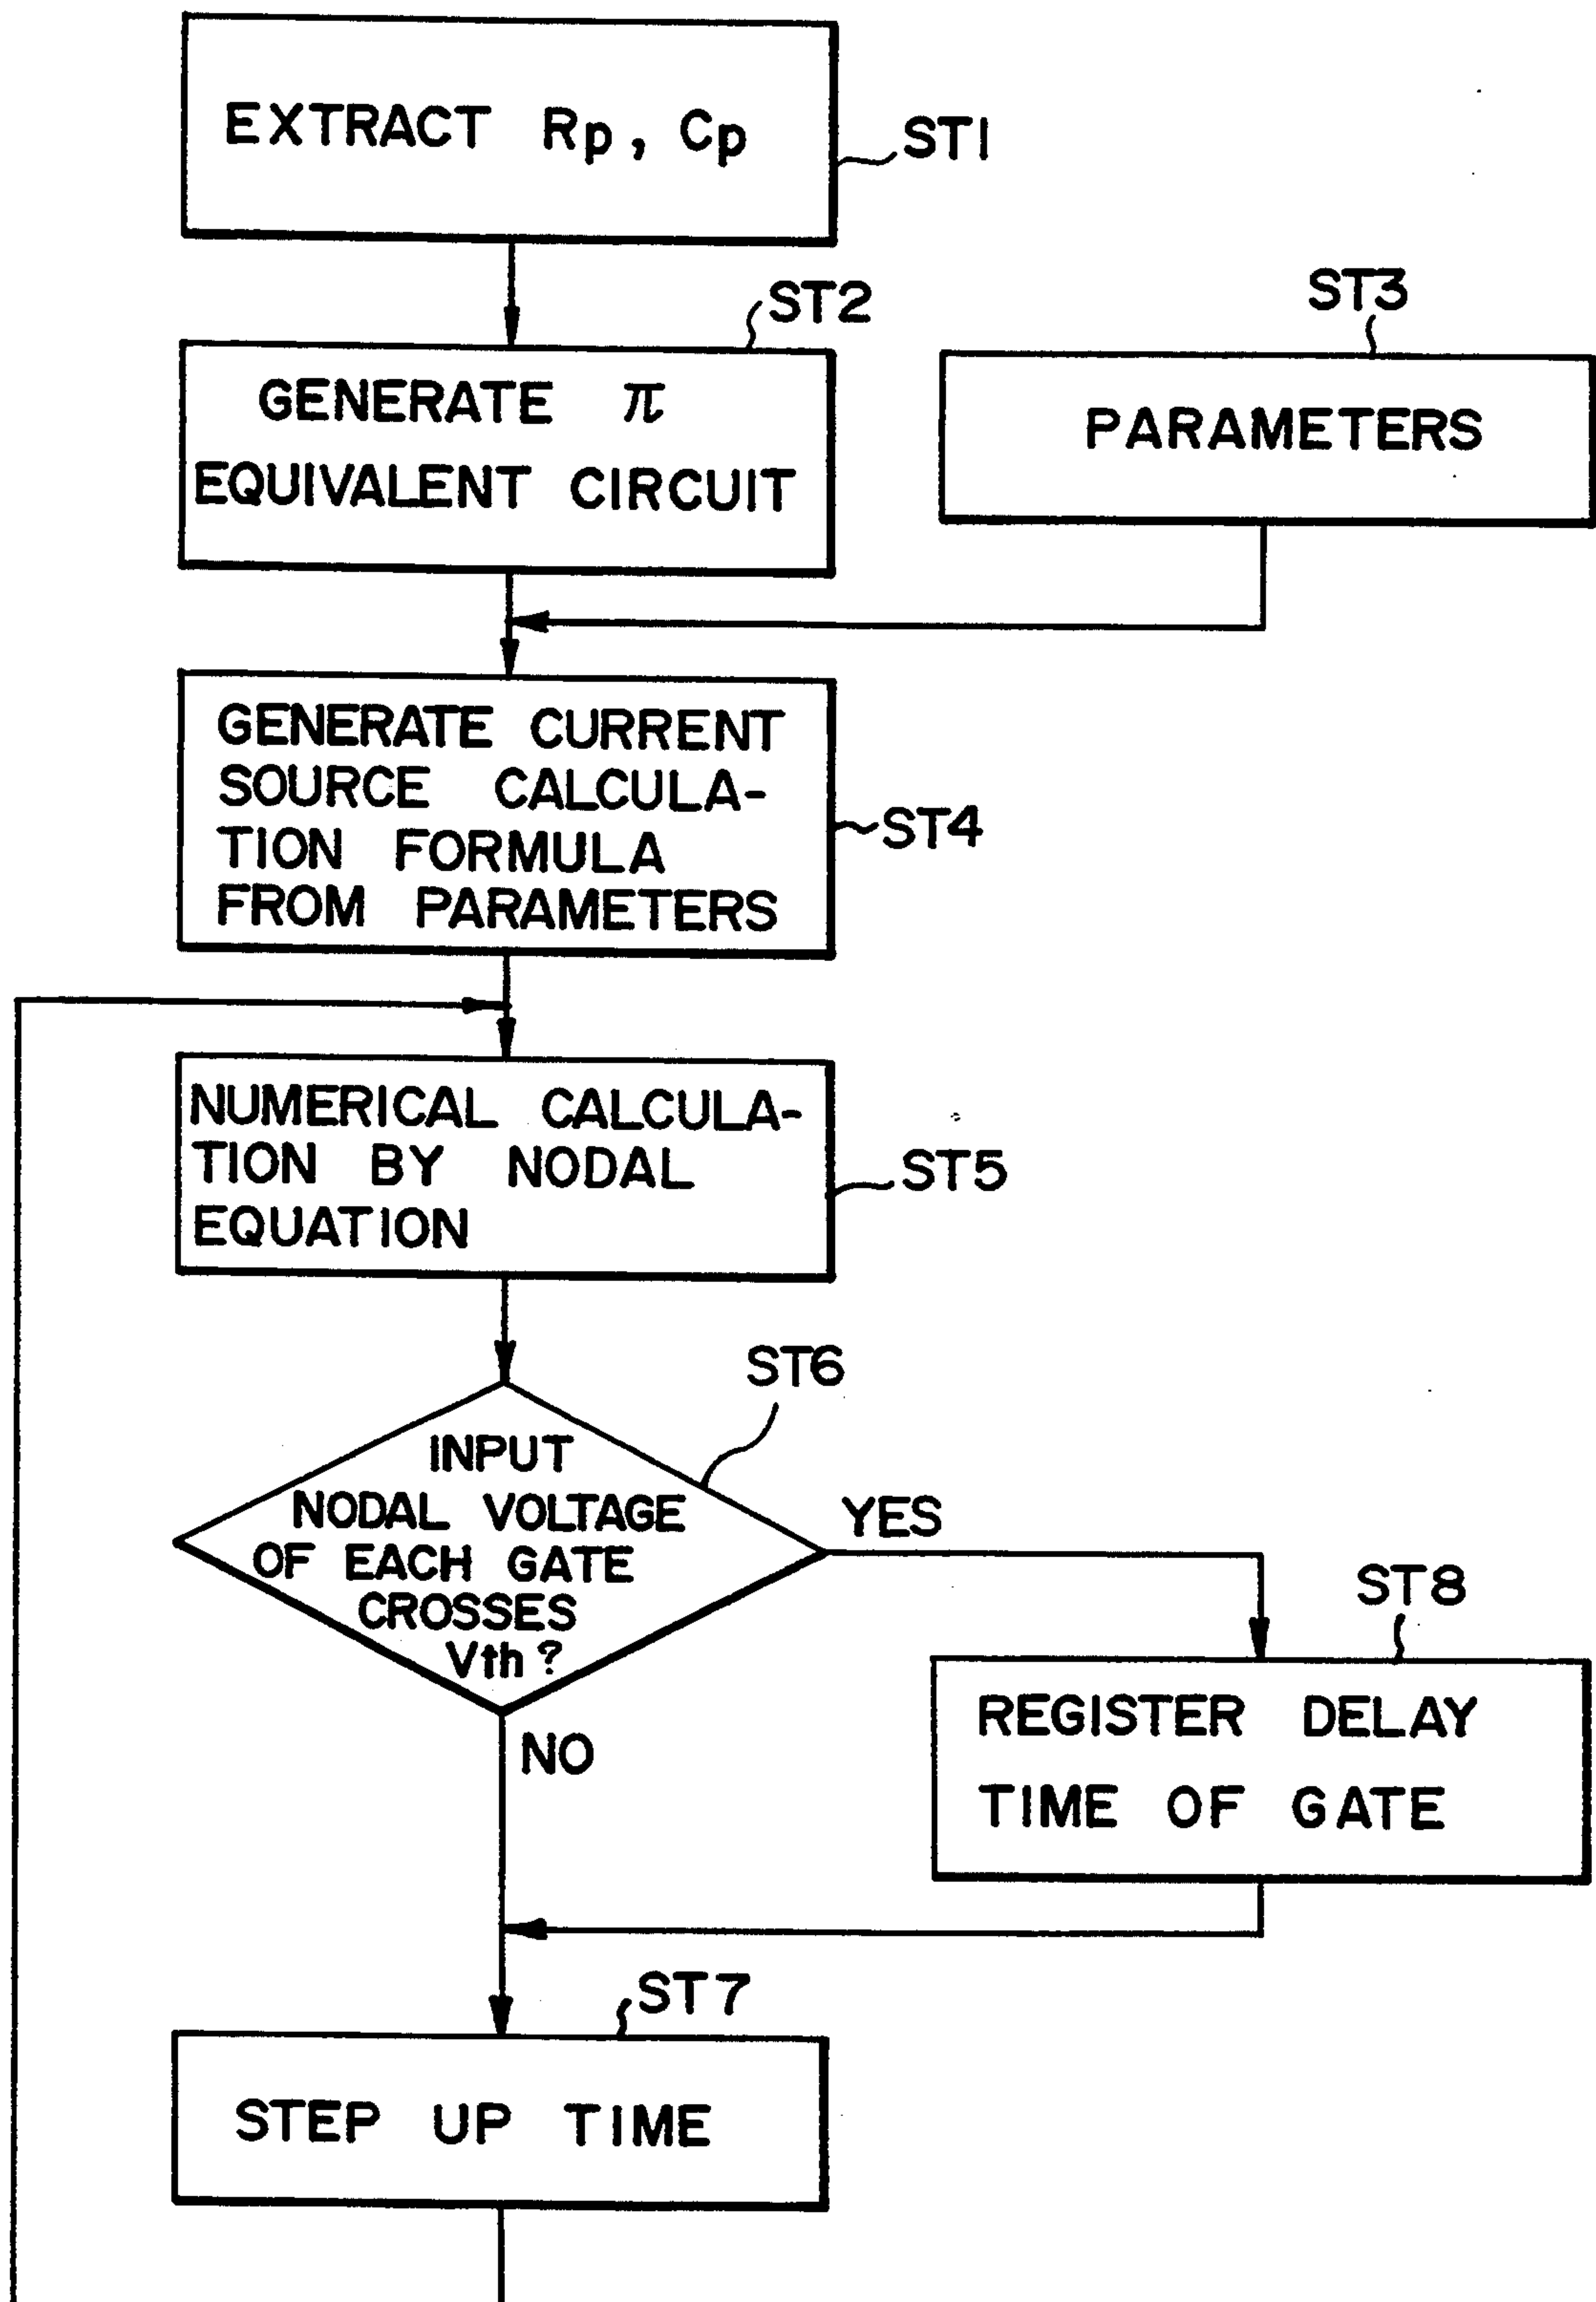 EXTRACT Rp, Cp
ST1
ST2
GENERATE π
EQUIVALENT CIRCUIT
ST3
PARAMETERS
GENERATE CURRENT
SOURCE CALCULA-
TION FORMULA
FROM PARAMETERS
ST4
NUMERICAL CALCULA-
TION BY NODAL
EQUATION
ST5
ST6
INPUT
NODAL VOLTAGE
OF EACH GATE
CROSSES
Vth?
YES
NO
ST8
REGISTER DELAY
TIME OF GATE
ST7
STEP UP TIME